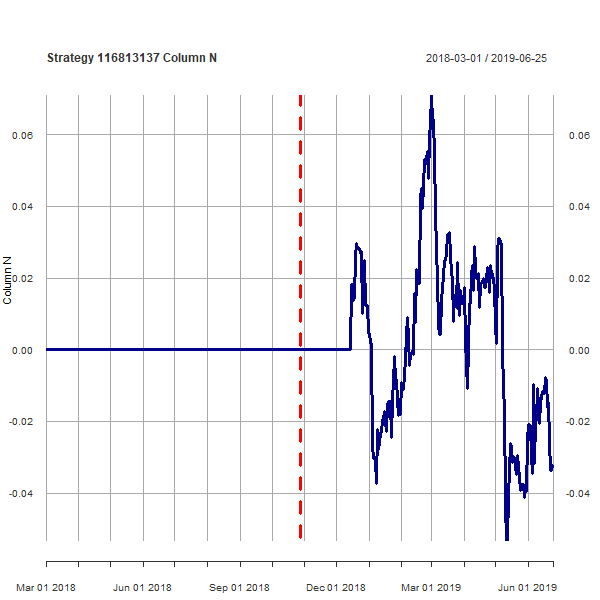 Strategy 116813137 Column N 2018-03-01 / 2019-06-25
0.06 0.06
0.04 0.04
0.02 0.02
0.00 0.00
-0.02 -0.02
-0.04 -0.04
Column N
Mar 01 2018 Jun 01 2018 Sep 01 2018 Dec 01 2018 Mar 01 2019 Jun 01 2019